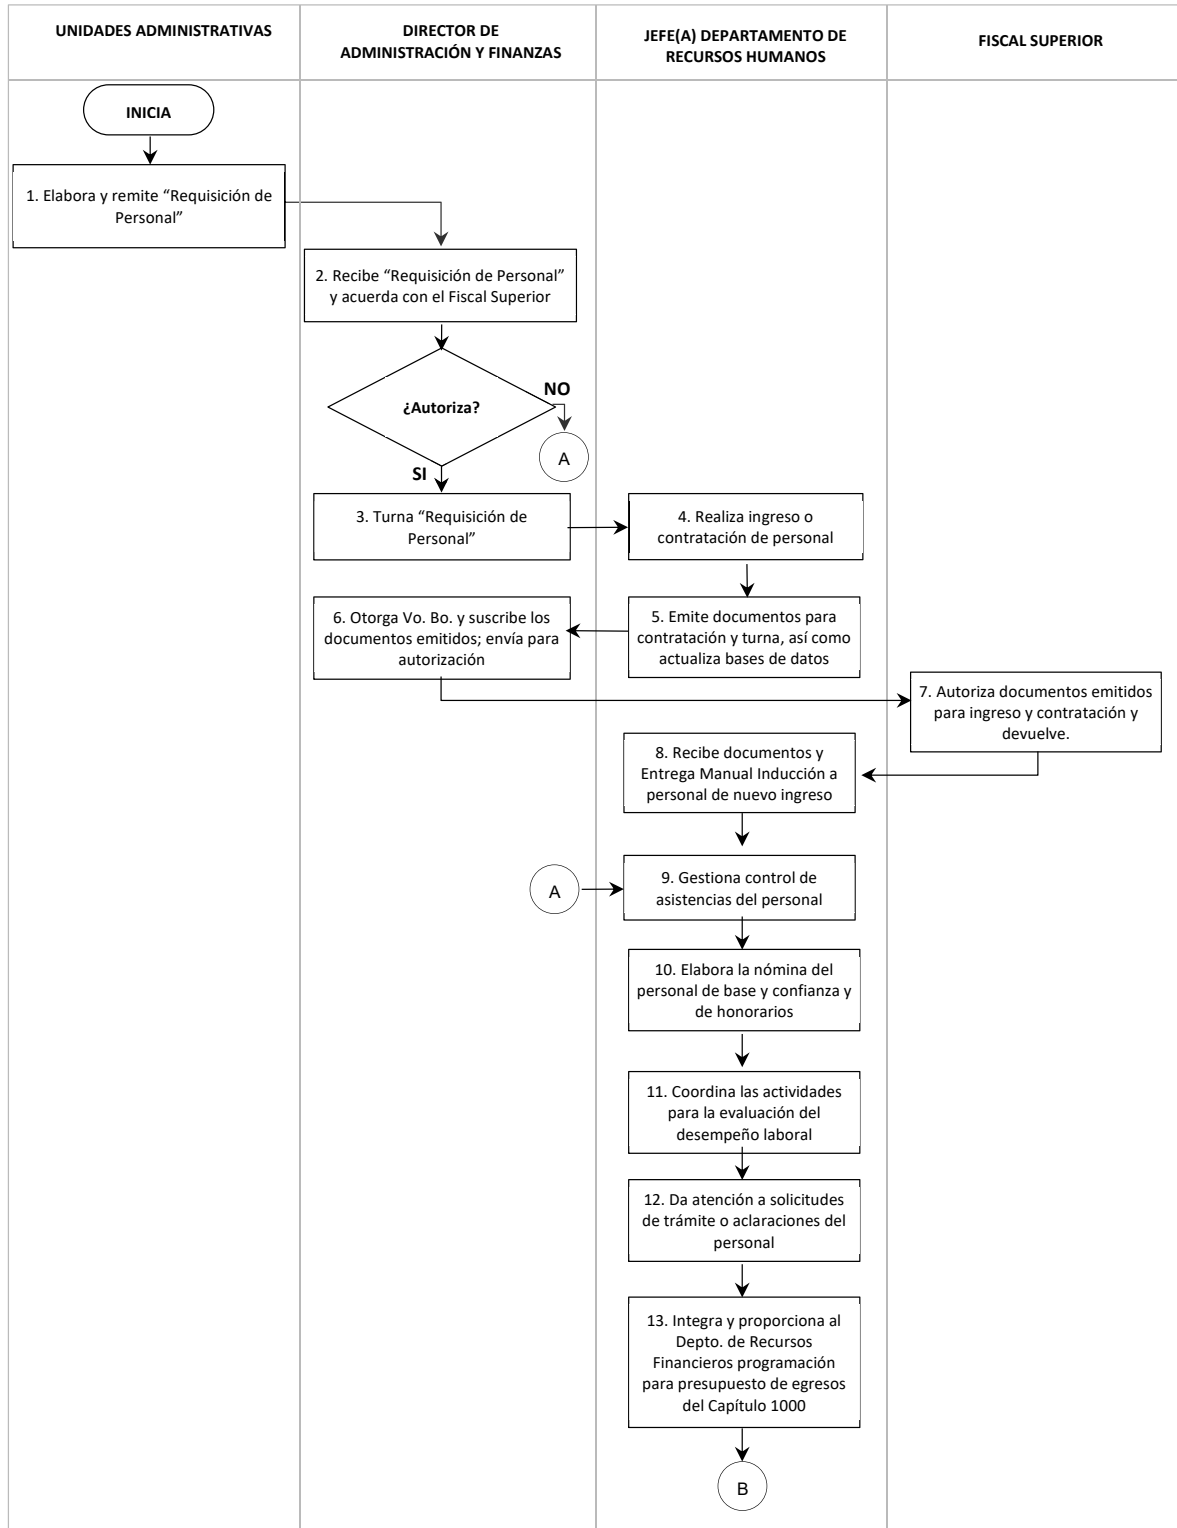 UNIDADES ADMINISTRATIVAS
DIRECTOR DE
ADMINISTRACIÓN Y FINANZAS
JEFE(A) DEPARTAMENTO DE
RECURSOS HUMANOS
FISCAL SUPERIOR
INICIA
1. Elabora y remite “Requisición de
Personal”
2. Recibe “Requisición de Personal”
y acuerda con el Fiscal Superior
¿Autoriza?
NO
A
SI
3. Turna “Requisición de
Personal”
4. Realiza ingreso o
contratación de personal
5. Emite documentos para
contratación y turna, así como
actualiza bases de datos
6. Otorga Vo. Bo. y suscribe los
documentos emitidos; envía para
autorización
7. Autoriza documentos emitidos
para ingreso y contratación y
devuelve.
8. Recibe documentos y
Entrega Manual Inducción a
personal de nuevo ingreso
A
9. Gestiona control de
asistencias del personal
10. Elabora la nómina del
personal de base y confianza y
de honorarios
11. Coordina las actividades
para la evaluación del
desempeño laboral
12. Da atención a solicitudes
de trámite o aclaraciones del
personal
13. Integra y proporciona al
Depto. de Recursos
Financieros programación
para presupuesto de egresos
del Capítulo 1000
B